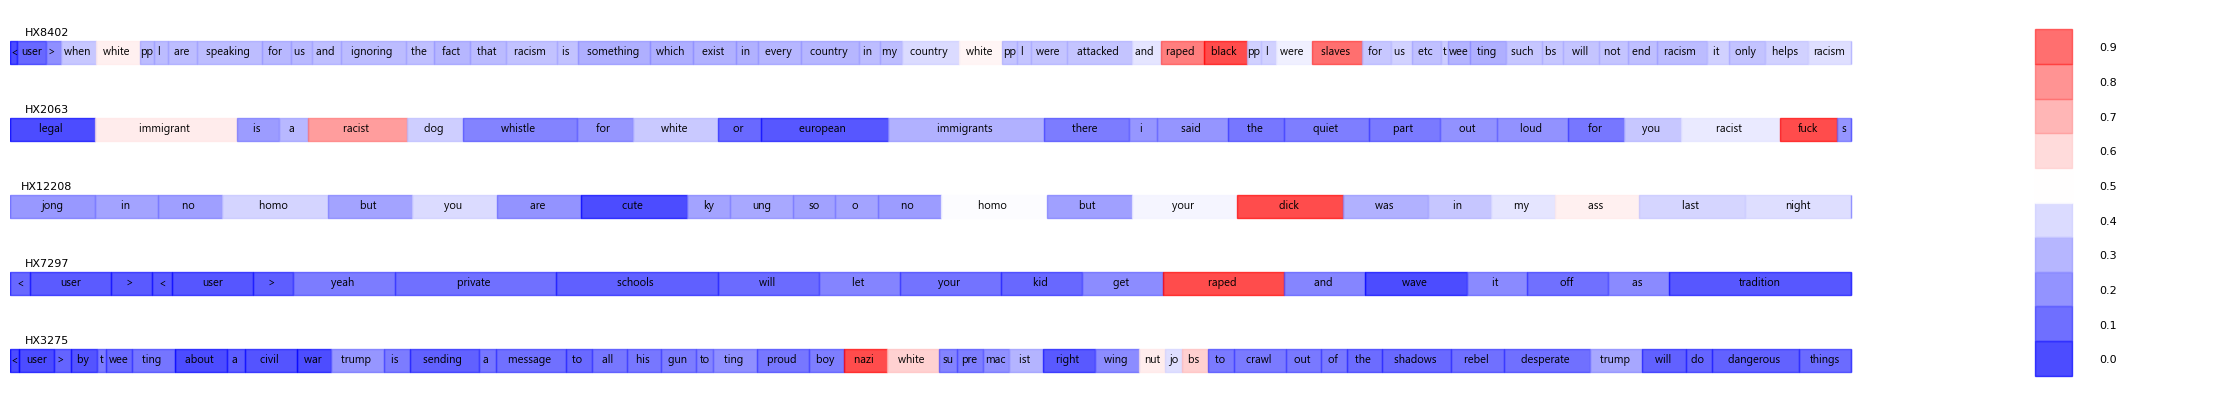 HX8402
< user > when white pp l are speaking for us and ignoring the fact that racism is something which exist in every country in my country white pp l were attacked and raped black pp l were slaves for us etc t wee ting such bs will not end racism it only helps racism
HX2063
legal immigrant is a racist dog whistle for white or european immigrants there i said the quiet part out loud for you racist fuck s
HX12208
jong in no homo but you are cute ky ung so o no homo but your dick was in my ass last night
HX7297
< user > < user > yeah private schools will let your kid get raped and wave it off as tradition
HX3275
< user > by t wee ting about a civil war trump is sending a message to all his gun to ting proud boy nazi white su pre mac ist right wing nut jo bs to crawl out of the shadows rebel desperate trump will do dangerous things
0.9
0.8
0.7
0.6
0.5
0.4
0.3
0.2
0.1
0.0